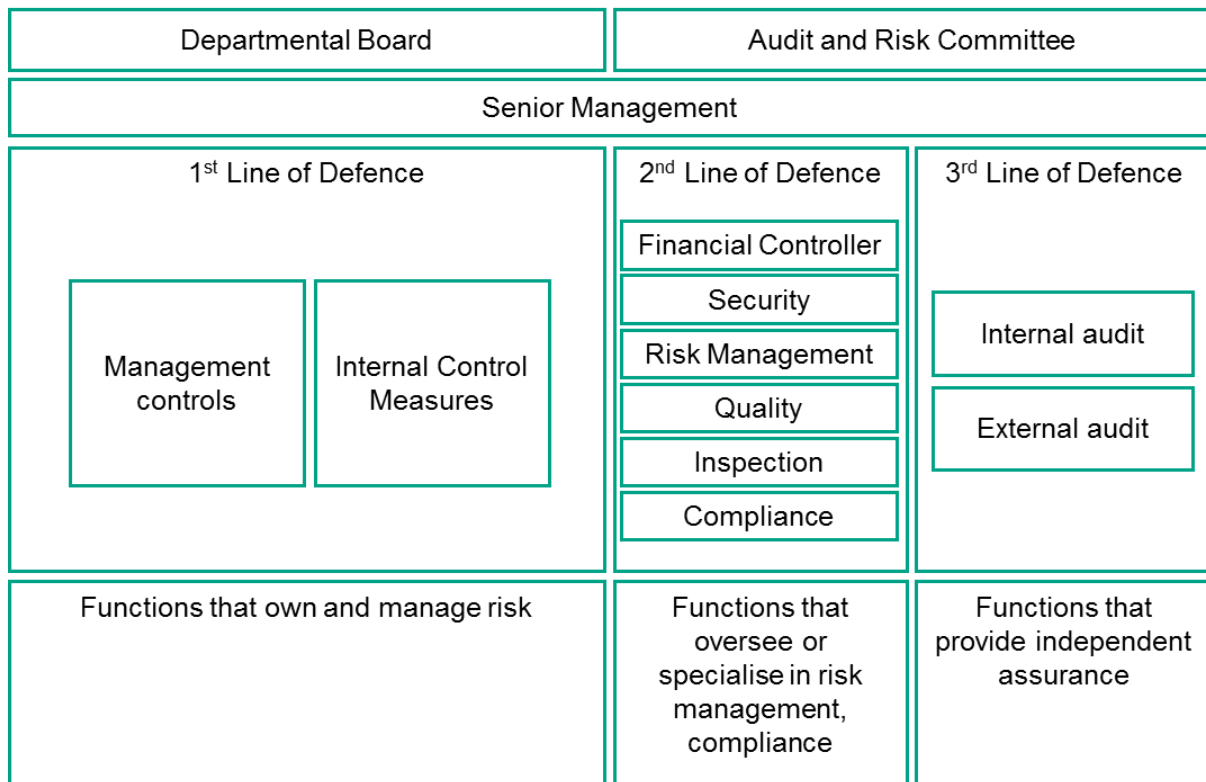 Departmental Board
Audit and Risk Committee
Senior Management
1st Line of Defence
Management
controls
Internal Control
Measures
2nd Line of Defence
Financial Controller
Security
Risk Management
Quality
Inspection
Compliance
3rd Line of Defence
Internal audit
External audit
Functions that own and manage risk
Functions that
oversee or
specialise in risk
management,
compliance
Functions that
provide independent
assurance